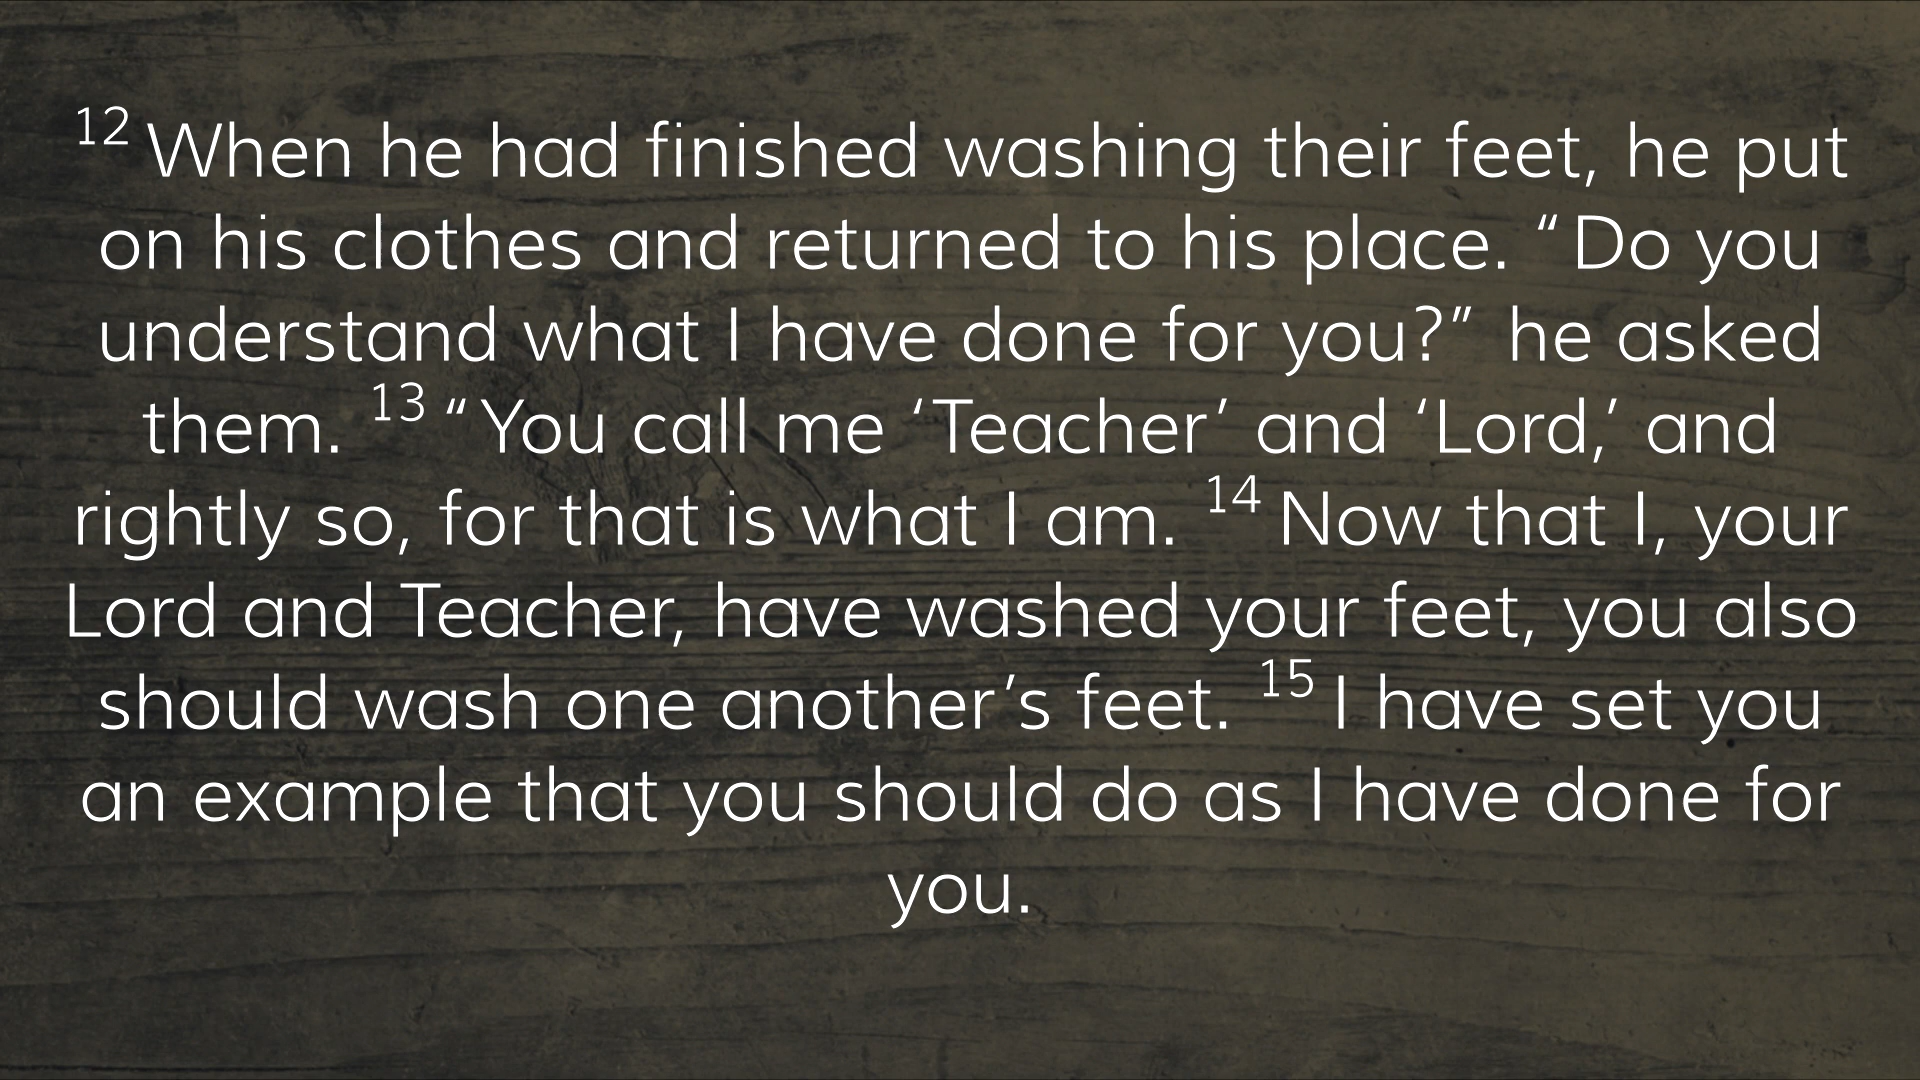 12 When he had finished washing their feet, he put
on his clothes and returned to his place. “Do you
understand what I have done for you?” he asked
them. 13 “You call me ‘Teacher’ and ‘Lord,’ and
rightly so, for that is what I am. 14 Now that I, your
Lord and Teacher, have washed your feet, you also
should wash one another’s feet. 15 I have set you
an example that you should do as I have done for
you.